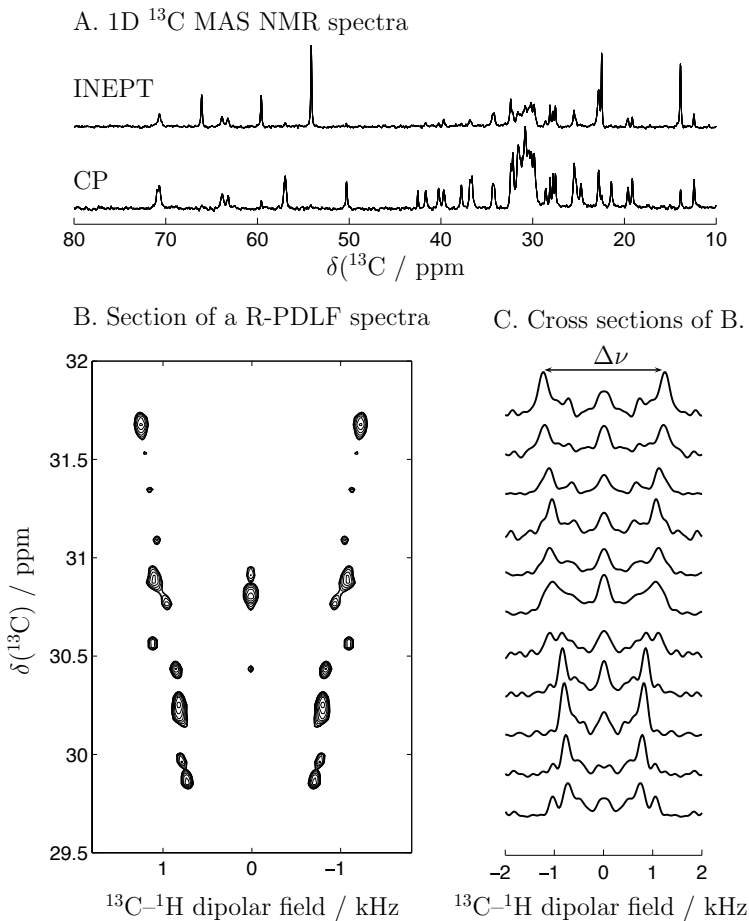 A. 1D ¹³C MAS NMR spectra
INEPT
CP
80 70 60 50 40 30 20 10
δ(¹³C / ppm
B. Section of a R-PDLF spectra
C. Cross sections of B.
32
31.5
31
30.5
30
29.5
δ(¹³C) / ppm
1 0 −1
¹³C–¹H dipolar field / kHz
Δν
−2 −1 0 1 2
¹³C–¹H dipolar field / kHz